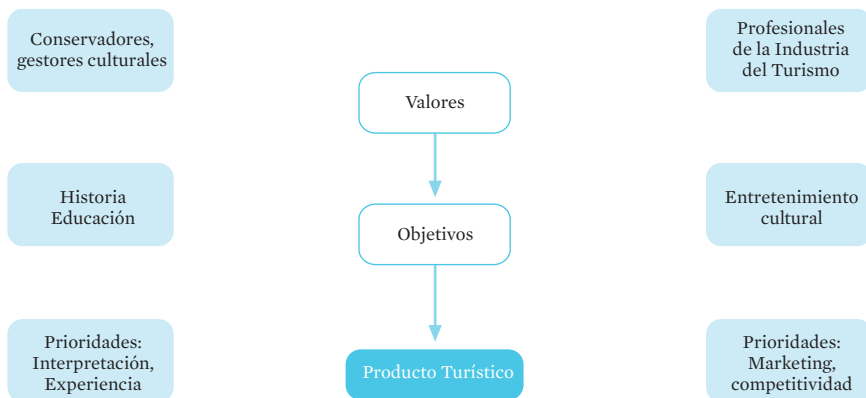 Conservadores,
gestores culturales
Profesionales
de la Industria
del Turismo
Valores
Historia
Educación
Objetivos
Entretenimiento
cultural
Prioridades:
Interpretación,
Experiencia
Producto Turístico
Prioridades:
Marketing,
competitividad